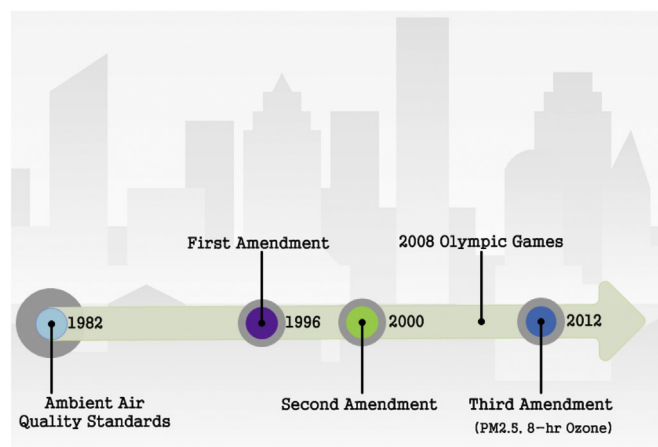 First Amendment
2008 Olympic Games
1982
1996
2000
2012
Ambient Air
Quality Standards
Second Amendment
Third Amendment
(PM2.5, 8-hr Ozone)